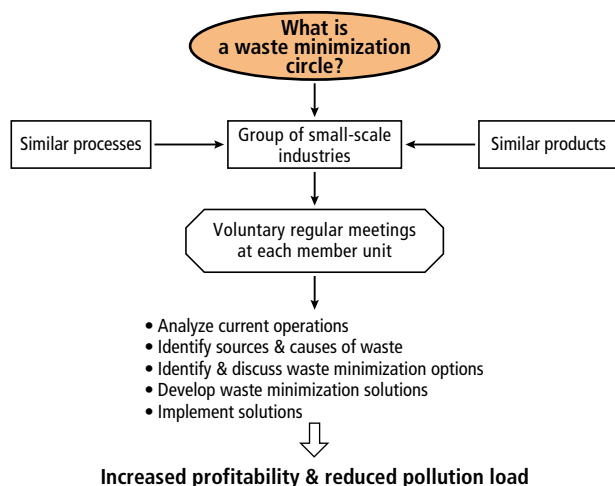 What is
a waste minimization
circle?
Similar processes
Group of small-scale
industries
Similar products
Voluntary regular meetings
at each member unit
• Analyze current operations
• Identify sources & causes of waste
• Identify & discuss waste minimization options
• Develop waste minimization solutions
• Implement solutions
Increased profitability & reduced pollution load